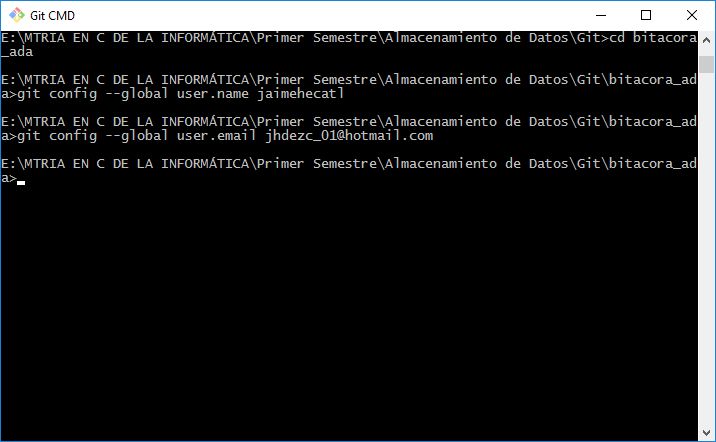 Git CMD
E:\MTRIA EN C DE LA INFORMÁTICA\Primer Semestre\Almacenamiento de Datos\Git>cd bitacora
_ada
E:\MTRIA EN C DE LA INFORMÁTICA\Primer Semestre\Almacenamiento de Datos\Git\bitacora_ad
a>git config --global user.name jaimehecatl
E:\MTRIA EN C DE LA INFORMÁTICA\Primer Semestre\Almacenamiento de Datos\Git\bitacora_ad
a>git config --global user.email jhdezc_01@hotmail.com
E:\MTRIA EN C DE LA INFORMÁTICA\Primer Semestre\Almacenamiento de Datos\Git\bitacora_ad
a>